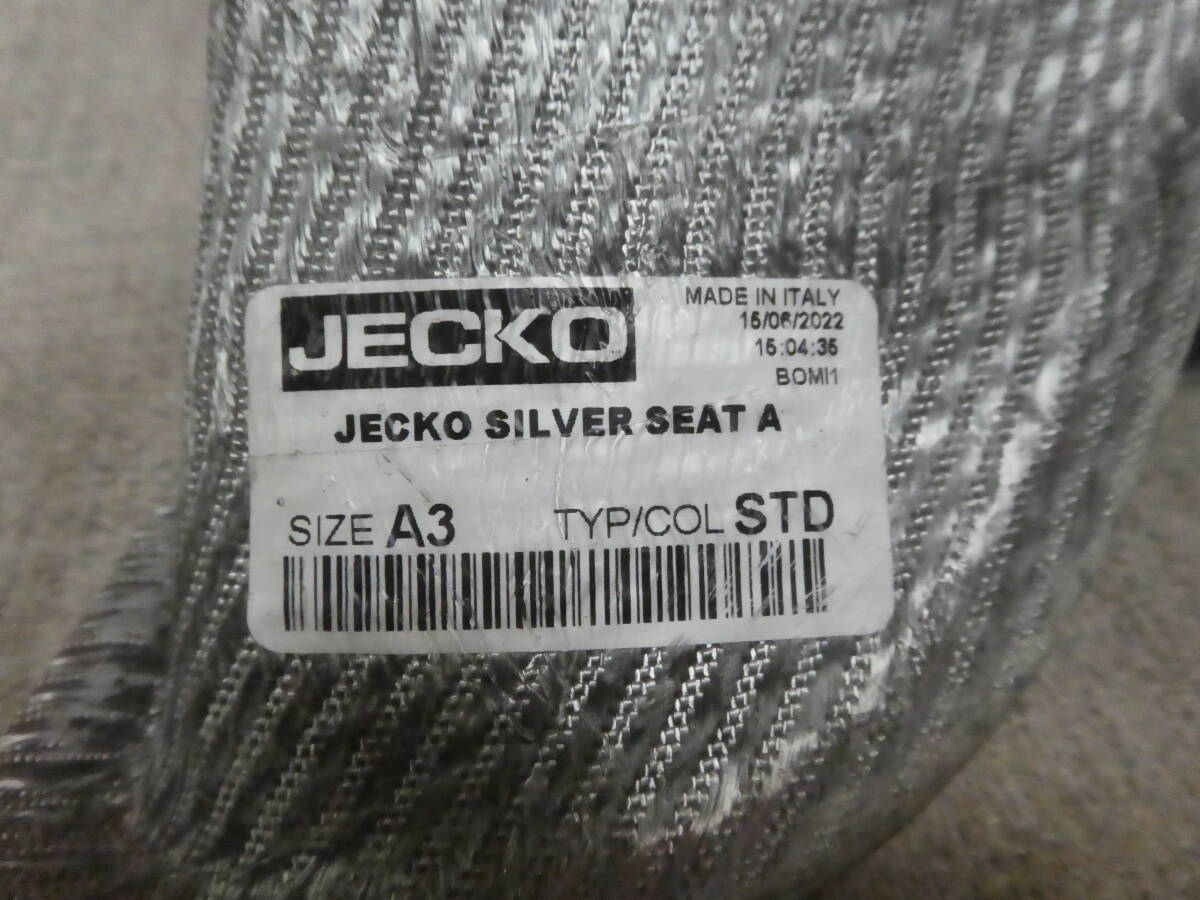 JECKO
MADE IN ITALY
15/06/2022
15:04:35
BOMI1
JECKO SILVER SEAT A
SIZE A3 TYP/COL STD